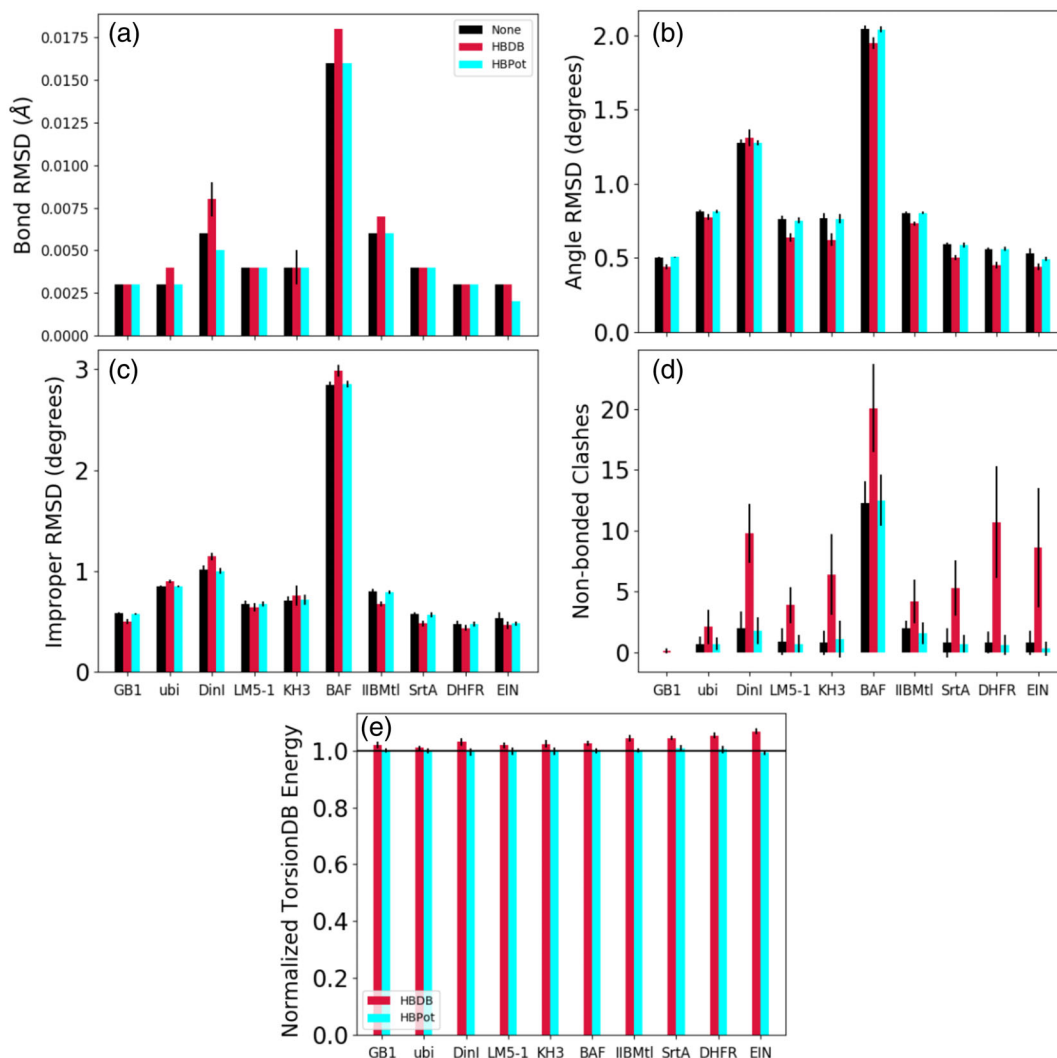 (a)
None
HBDB
HBPot
Bond RMSD (Å)
0.0175
0.0150
0.0125
0.0100
0.0075
0.0050
0.0025
0.0000
(b)
Angle RMSD (degrees)
2.0
1.5
1.0
0.5
0.0
(c)
Improper RMSD (degrees)
3
2
1
0
GB1 ubi DinI LM5-1 KH3 BAF IIBMtl SrtA DHFR EIN
(d)
Non-bonded Clashes
20
15
10
5
0
GB1 ubi DinI LM5-1 KH3 BAF IIBMtl SrtA DHFR EIN
(e)
Normalized TorsionDB Energy
1.0
0.8
0.6
0.4
0.2
0.0
HBDB
HBPot
GB1 ubi DinI LM5-1 KH3 BAF IIBMtl SrtA DHFR EIN